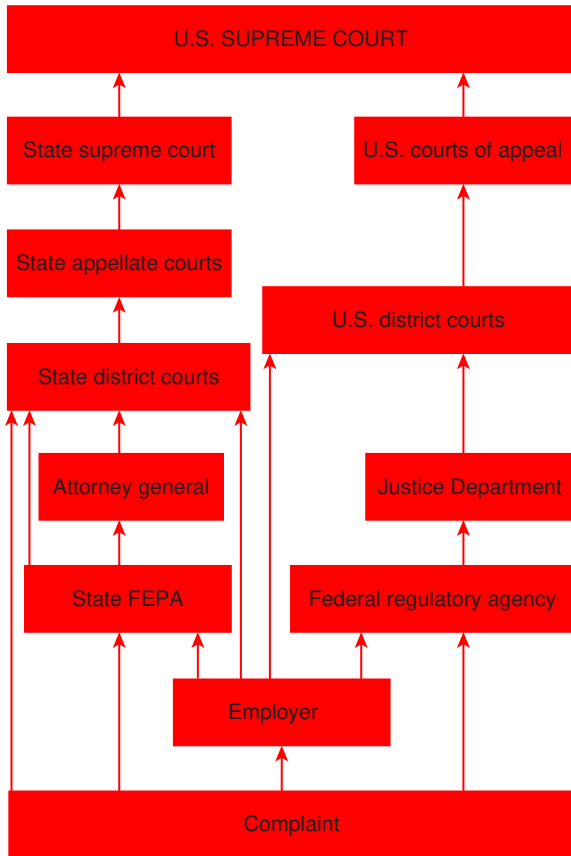 U.S. SUPREME COURT
State supreme court
U.S. courts of appeal
State appellate courts
U.S. district courts
State district courts
Attorney general
Justice Department
State FEPA
Federal regulatory agency
Employer
Complaint